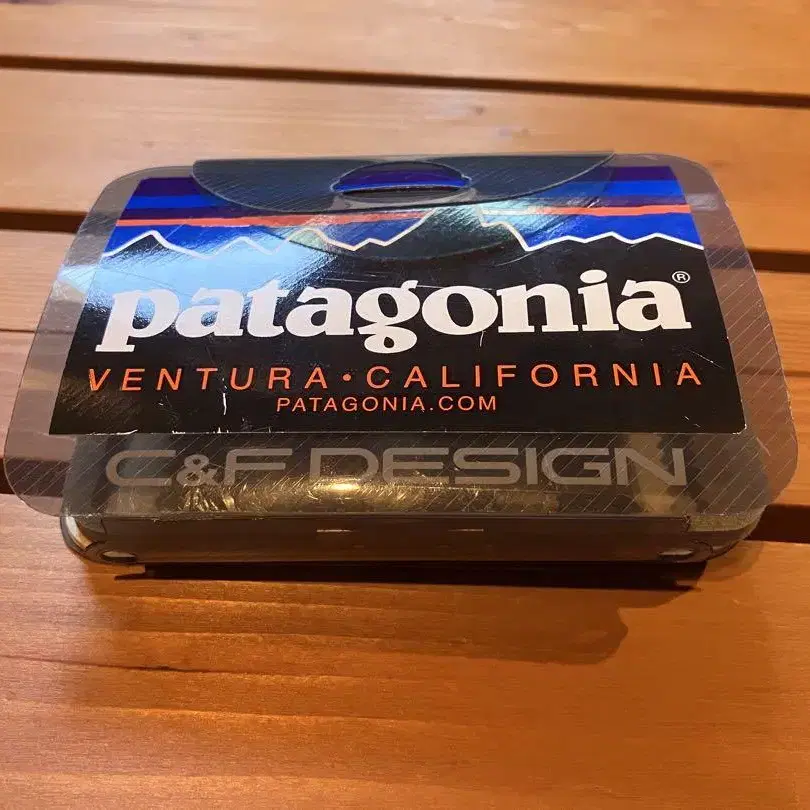 patagonia®
VENTURA • CALIFORNIA
PATAGONIA.COM
C&F DESIGN